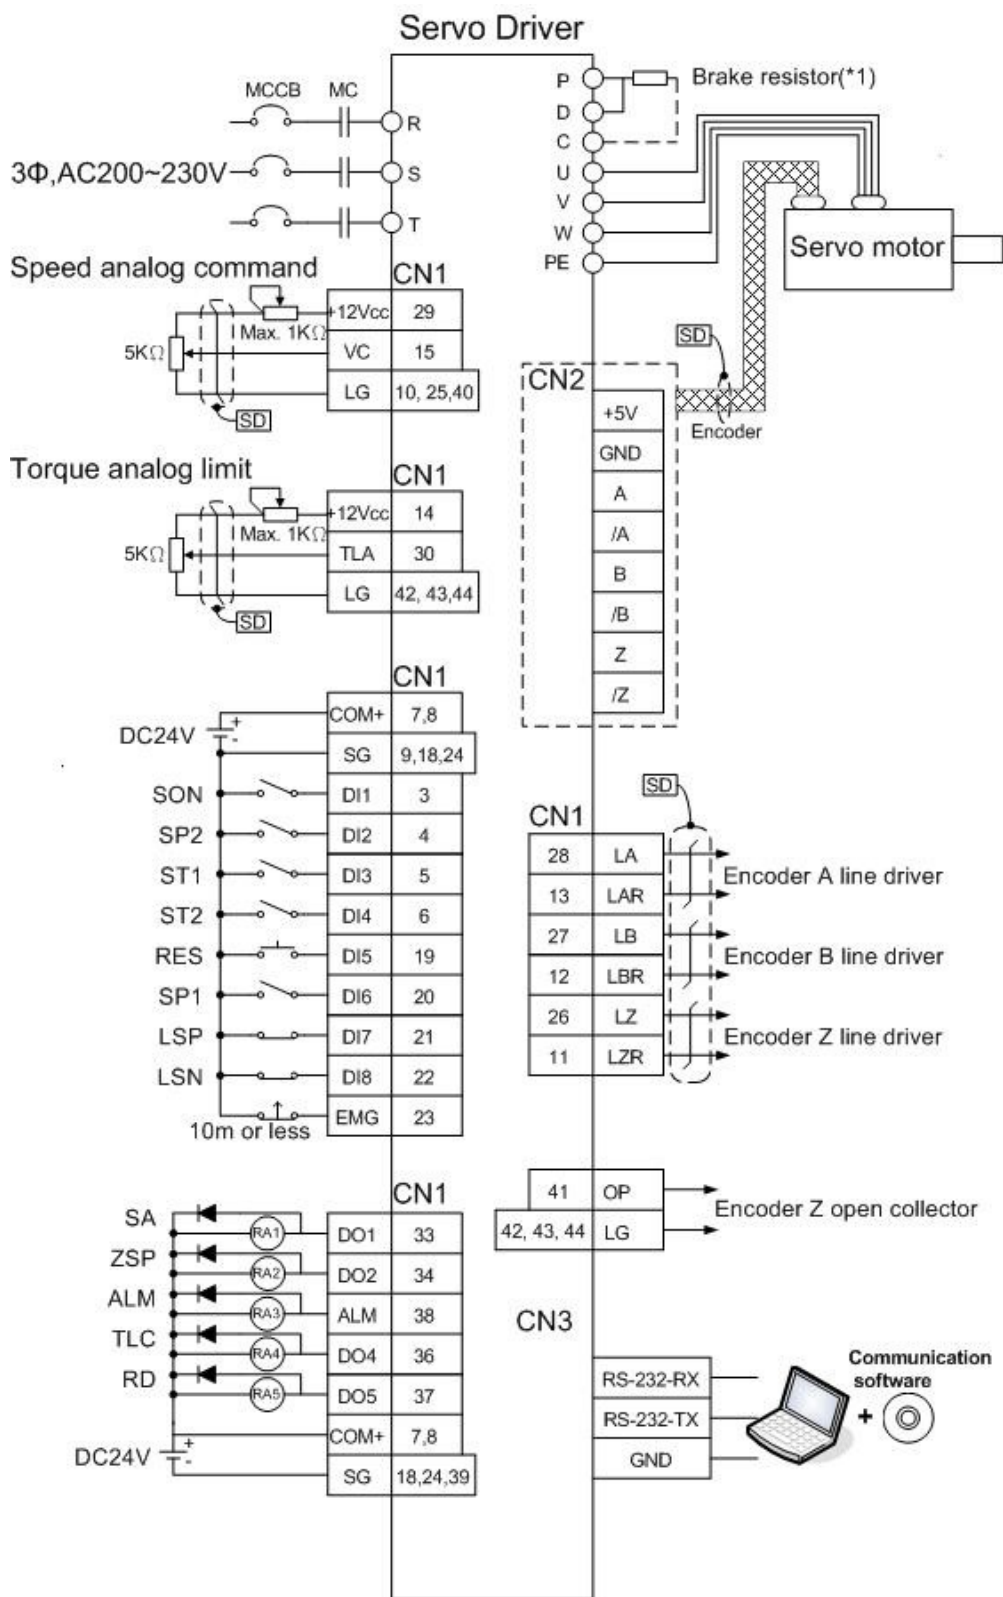 Servo Driver
MCCB MC
R
3Φ,AC200~230V
S
T
P
Brake resistor(*1)
D
C
U
V
W
PE
Servo motor
Speed analog command
CN1
+12Vcc 29
Max. 1KΩ
5KΩ
VC 15
LG 10, 25,40
SD
Torque analog limit
CN1
+12Vcc 14
Max. 1KΩ
5KΩ
TLA 30
LG 42, 43,44
SD
CN2
SD
Encoder
+5V
GND
A
/A
B
/B
Z
/Z
CN1
DC24V + -
COM+ 7,8
SG 9,18,24
SON DI1 3
SP2 DI2 4
ST1 DI3 5
ST2 DI4 6
RES DI5 19
SP1 DI6 20
LSP DI7 21
LSN DI8 22
EMG 23
10m or less
SD
CN1
28 LA
Encoder A line driver
13 LAR
27 LB
Encoder B line driver
12 LBR
26 LZ
Encoder Z line driver
11 LZR
41 OP
Encoder Z open collector
42, 43, 44 LG
CN1
SA RA1 DO1 33
ZSP RA2 DO2 34
ALM RA3 ALM 38
TLC RA4 DO4 36
RD RA5 DO5 37
COM+ 7,8
DC24V + -
SG 18,24,39
CN3
RS-232-RX
RS-232-TX
GND
Communication
software
+